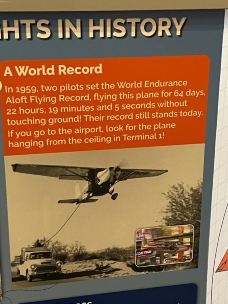 GHTS IN HISTORY
A World Record
In 1959, two pilots set the World Endurance
Aloft Flying Record, flying this plane for 64 days,
22 hours, 19 minutes and 5 seconds without
touching ground! Their record still stands today.
If you go to the airport, look for the plane
hanging from the ceiling in Terminal 1!